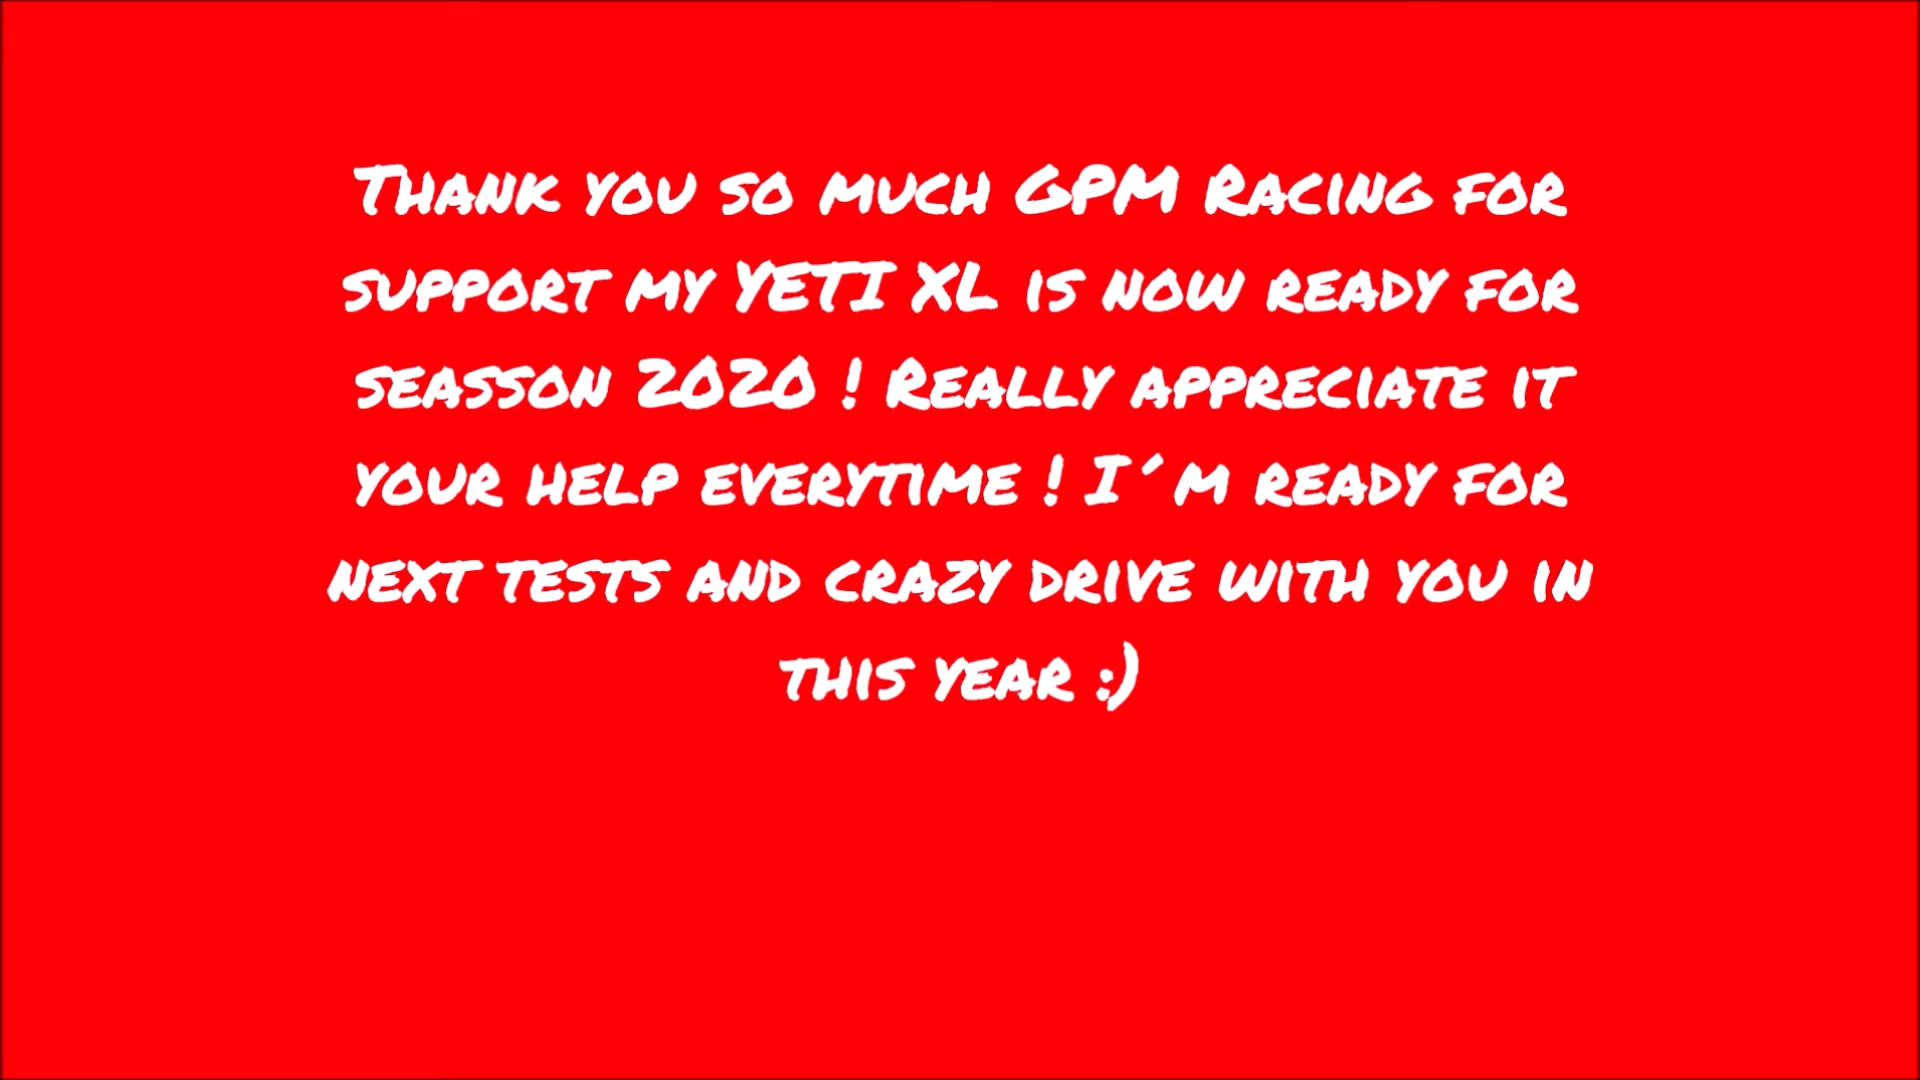 Thank you so much GPM Racing for
support my YETI XL is now ready for
seasson 2020 ! Really appreciate it
your help everytime ! I´m ready for
next tests and crazy drive with you in
this year :)